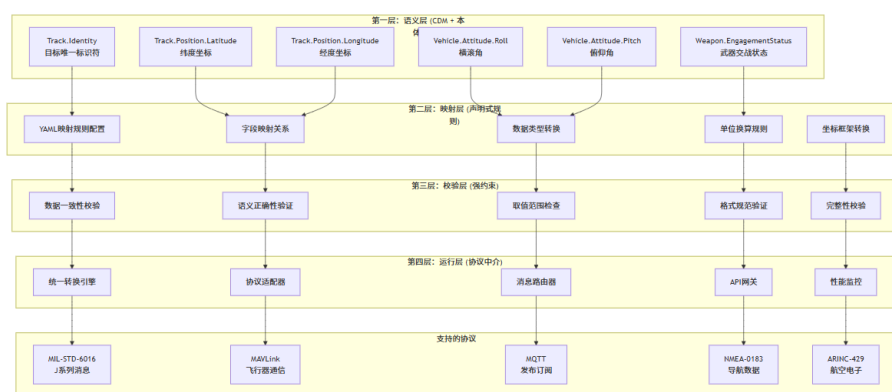 第一层: 语义层 (CDM + 本
体
Track.Identity
目标唯一标识符
Track.Position.Latitude
纬度坐标
Track.Position.Longitude
经度坐标
Vehicle.Attitude.Roll
横滚角
Vehicle.Attitude.Pitch
俯仰角
Weapon.EngagementStatus
武器交战状态
第二层: 映射层 (声明式规
则)
YAML映射规则配置
字段映射关系
数据类型转换
单位换算规则
坐标框架转换
第三层: 校验层 (强约束)
数据一致性校验
语义正确性验证
取值范围检查
格式规范验证
完整性校验
第四层: 运行层 (协议中介)
统一转换引擎
协议适配器
消息路由器
API网关
性能监控
支持的协议
MIL-STD-6016
J系列消息
MAVLink
飞行器通信
MQTT
发布订阅
NMEA-0183
导航数据
ARINC-429
航空电子